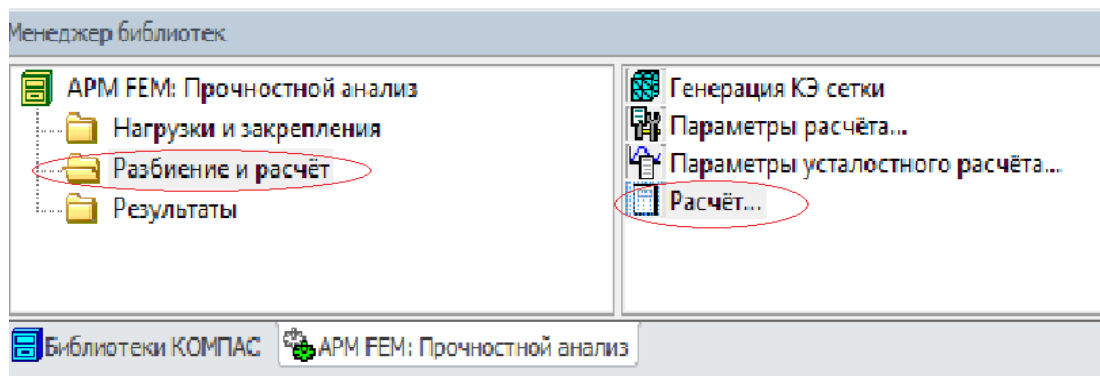 Менеджер библиотек
APM FEM: Прочностной анализ
Нагрузки и закрепления
Разбиение и расчёт
Результаты
Генерация КЭ сетки
Параметры расчёта...
Параметры усталостного расчёта...
Расчёт...
Библиотеки КОМПАС
APM FEM: Прочностной анализ